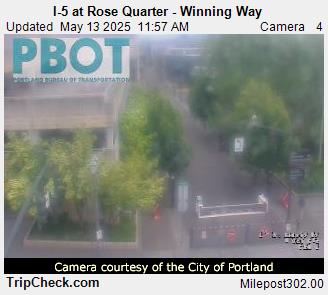 I-5 at Rose Quarter - Winning Way
Updated May 13 2025 11:57 AM Camera 4
PBOT
PORTLAND BUREAU OF TRANSPORTATION
Camera courtesy of the City of Portland
TripCheck.com Milepost302.00